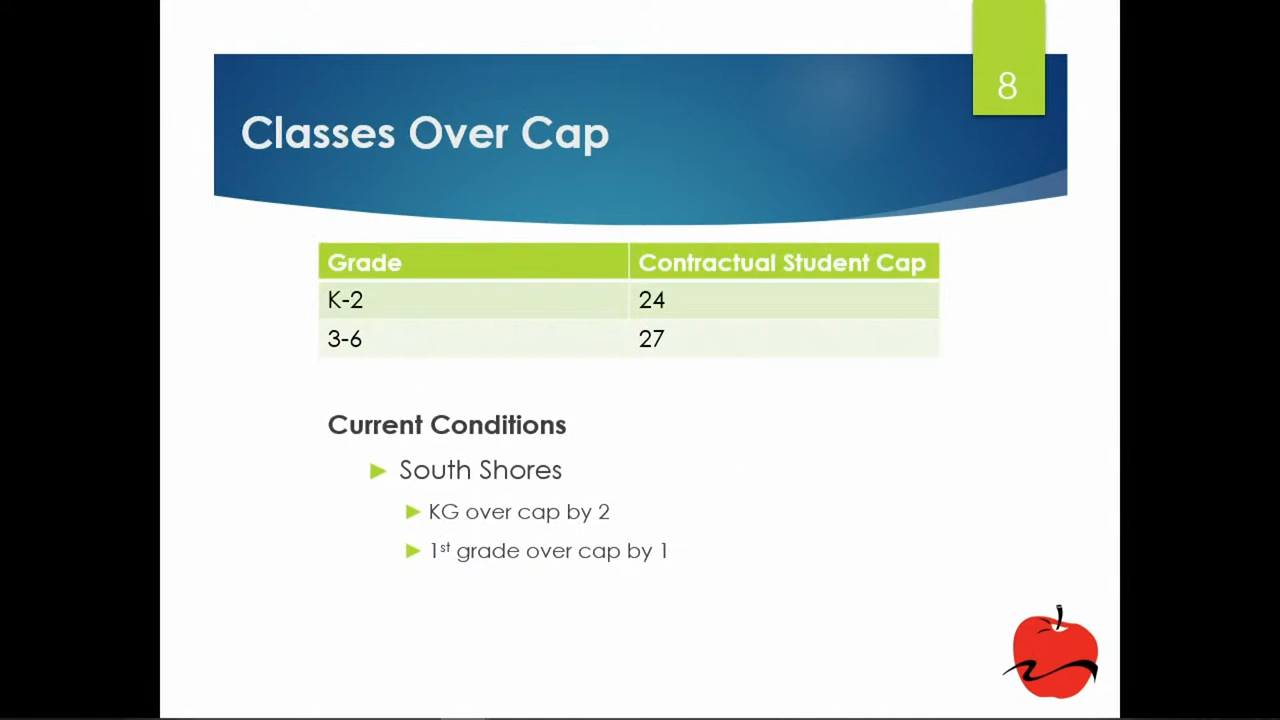 8
Classes Over Cap
Grade Contractual Student Cap
K-2 24
3-6 27
Current Conditions
South Shores
KG over cap by 2
1st grade over cap by 1